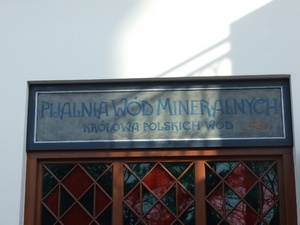 PIJALNIA WÓD MINERALNYCH
KRÓLOWA POLSKICH WÓD